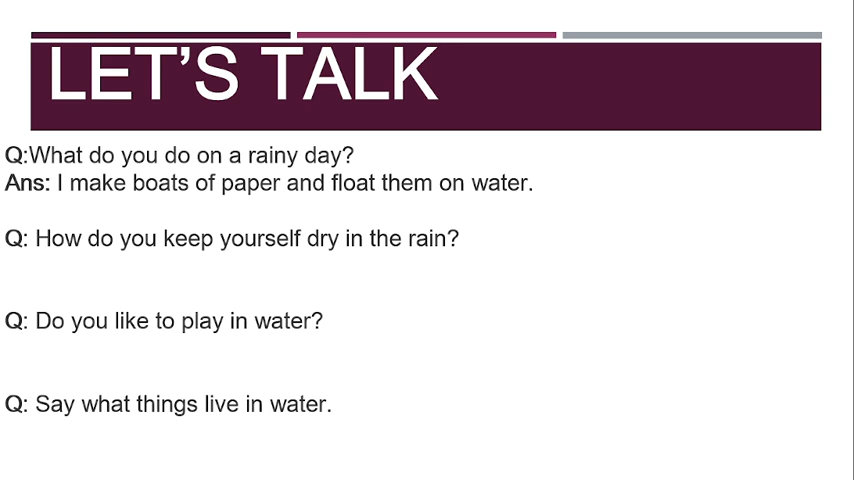 LET’S TALK
Q:What do you do on a rainy day?
Ans: I make boats of paper and float them on water.
Q: How do you keep yourself dry in the rain?
Q: Do you like to play in water?
Q: Say what things live in water.